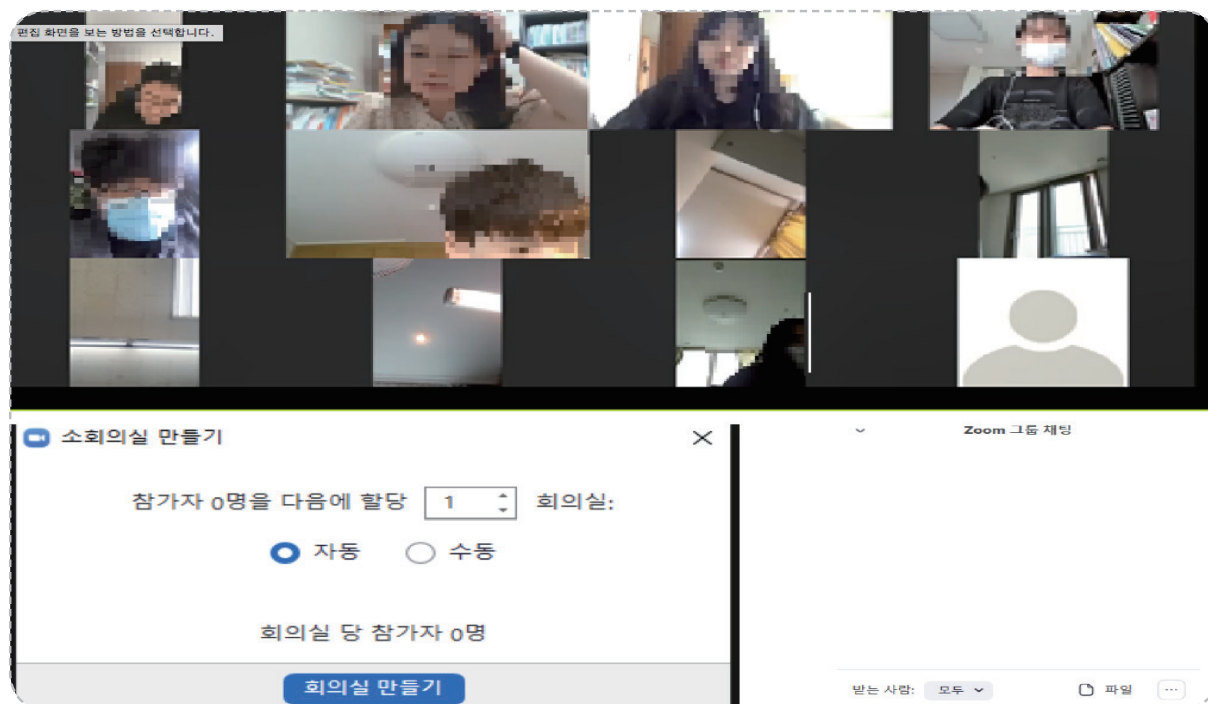 편집 화면을 보는 방법을 선택합니다.
소회의실 만들기
참가자 0명을 다음에 할당 1 회의실:
자동 수동
회의실 당 참가자 0명
회의실 만들기
Zoom 그룹 채팅
받는 사람: 모두 파일 ...